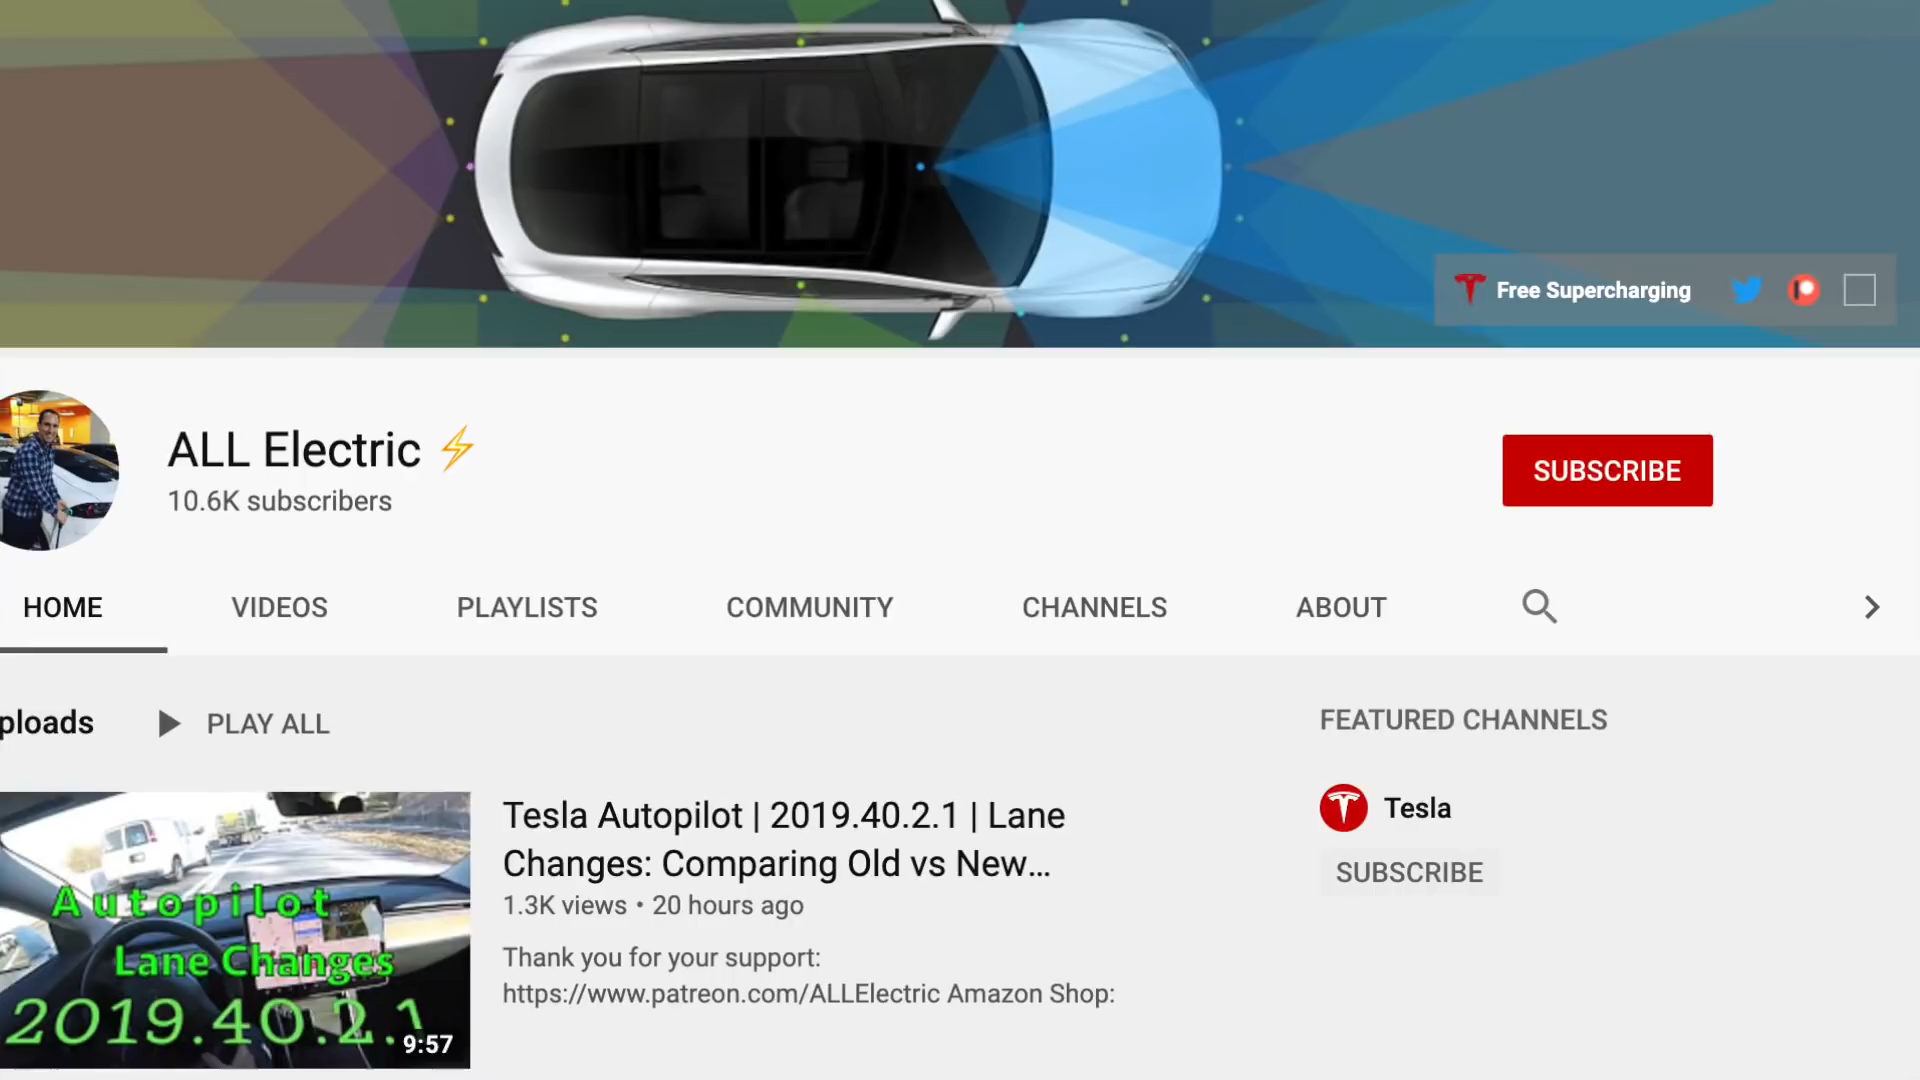 Free Supercharging
ALL Electric ⚡
10.6K subscribers
SUBSCRIBE
HOME VIDEOS PLAYLISTS COMMUNITY CHANNELS ABOUT
ploads PLAY ALL
FEATURED CHANNELS
Tesla Autopilot | 2019.40.2.1 | Lane
Changes: Comparing Old vs New...
1.3K views • 20 hours ago
Thank you for your support:
https://www.patreon.com/ALLElectric Amazon Shop:
Autopilot
Lane Changes
2019.40.2.1
9:57
Tesla
SUBSCRIBE